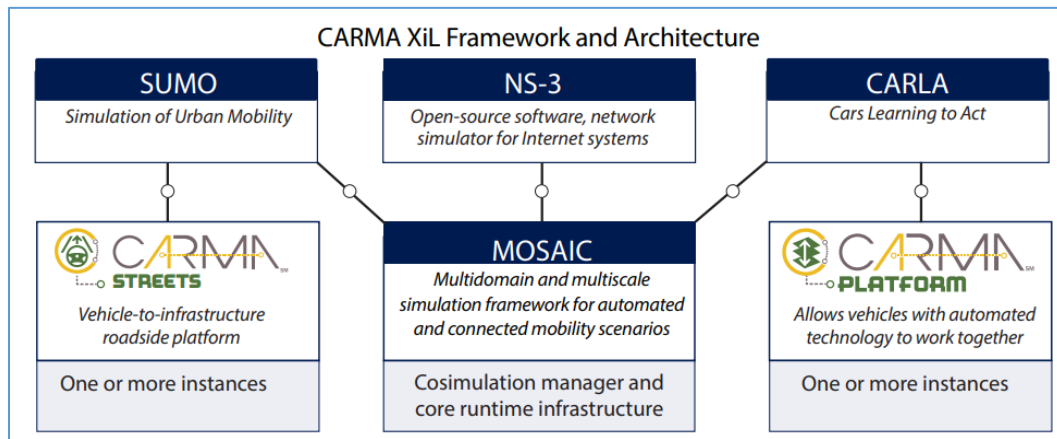 CARMA XiL Framework and Architecture
SUMO
Simulation of Urban Mobility
NS-3
Open-source software, network
simulator for Internet systems
CARLA
Cars Learning to Act
CARMA SM
STREETS
Vehicle-to-infrastructure
roadside platform
One or more instances
MOSAIC
Multidomain and multiscale
simulation framework for automated
and connected mobility scenarios
Cosimulation manager and
core runtime infrastructure
CARMA SM
PLATFORM
Allows vehicles with automated
technology to work together
One or more instances